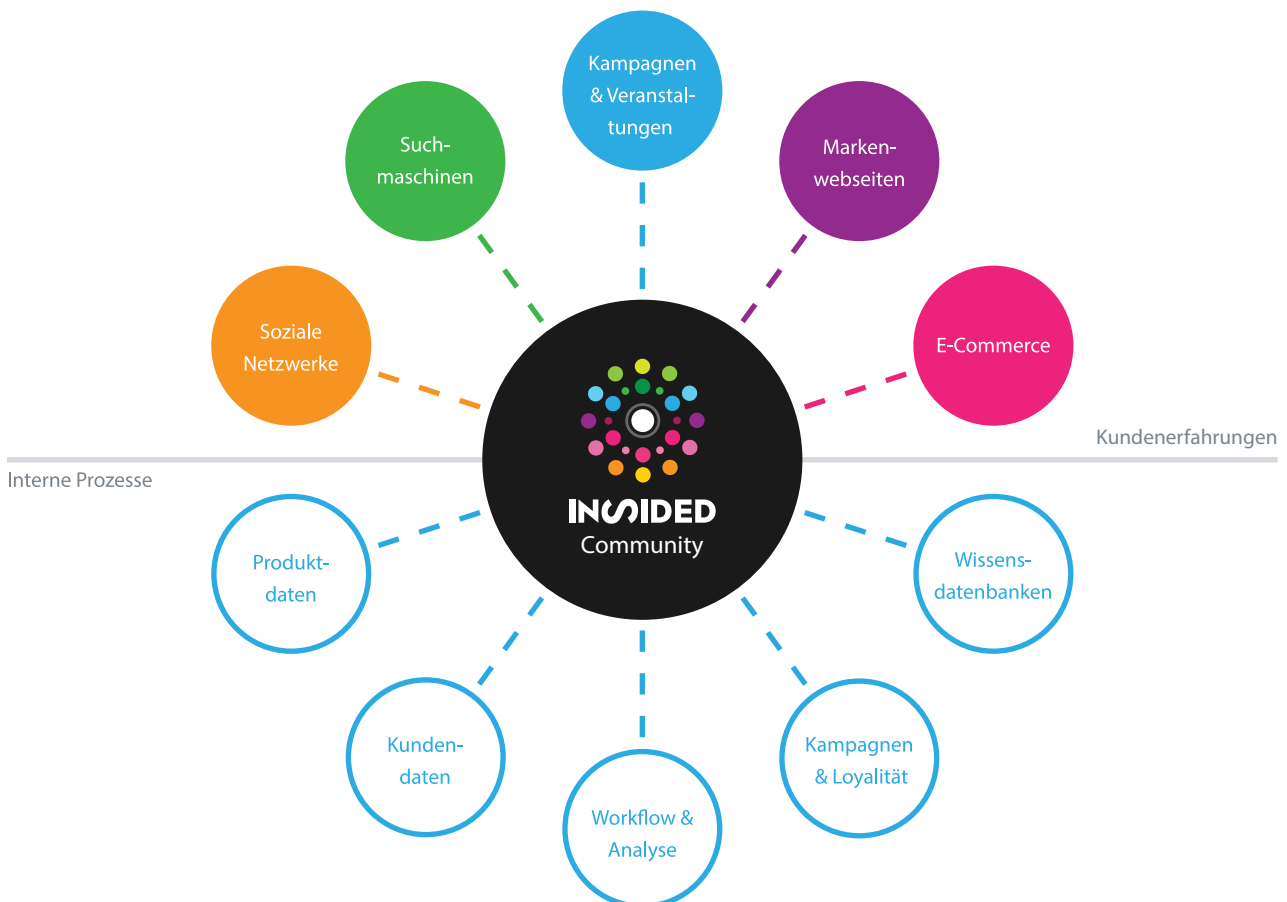 Kampagnen
& Veranstal-
tungen
Such-
maschinen
Marken-
webseiten
Soziale
Netzwerke
E-Commerce
Kundenerfahrungen
Interne Prozesse
INSIDED
Community
Produkt-
daten
Wissens-
datenbanken
Kunden-
daten
Kampagnen
& Loyalität
Workflow &
Analyse